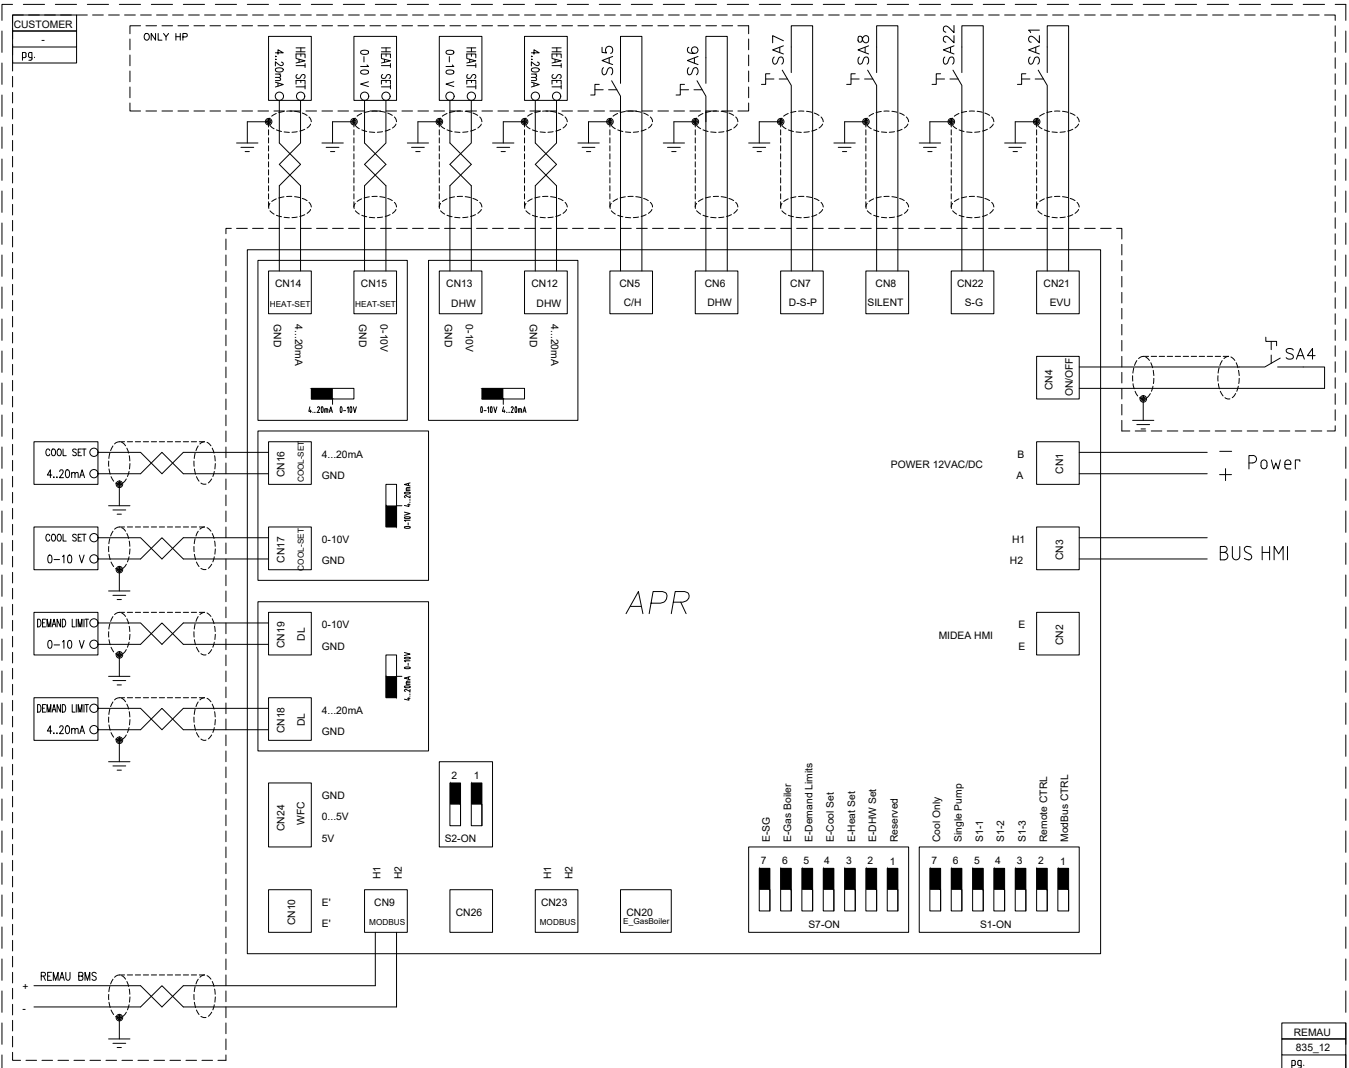 CUSTOMER
-
pg.
ONLY HP
HEAT SET
4..20mA
HEAT SET
0-10 V
HEAT SET
0-10 V
HEAT SET
4..20mA
SA5
SA6
SA7
SA8
SA22
SA21
CN14
HEAT-SET
CN15
HEAT-SET
CN13
DHW
CN12
DHW
CN5
C/H
CN6
DHW
CN7
D-S-P
CN8
SILENT
CN22
S-G
CN21
EVU
GND
4...20mA
GND
0-10V
GND
0-10V
GND
4...20mA
4..20mA 0-10V
0-10V 4..20mA
CN4
ON/OFF
SA4
COOL SET
4..20mA
CN16
COOL-SET
4...20mA
GND
0-10V 4..20mA
COOL SET
0-10 V
CN17
COOL-SET
0-10V
GND
POWER 12VAC/DC
B
A
CN1
-
+
Power
H1
H2
CN3
BUS HMI
APR
MIDEA HMI
E
E
CN2
DEMAND LIMIT
0-10 V
CN19
DL
0-10V
GND
4..20mA 0-10V
DEMAND LIMIT
4..20mA
CN18
DL
4...20mA
GND
CN24
WFC
GND
0...5V
5V
2 1
S2-ON
E-SG
E-Gas Boiler
E-Demand Limits
E-Cool Set
E-Heat Set
E-DHW Set
Reserved
7 6 5 4 3 2 1
S7-ON
Cool Only
Single Pump
S1-1
S1-2
S1-3
Remote CTRL
ModBus CTRL
7 6 5 4 3 2 1
S1-ON
CN10
E'
E'
H1
H2
CN9
MODBUS
CN26
H1
H2
CN23
MODBUS
CN20
E_GasBoiler
REMAU BMS
+
-
REMAU
835_12
pg.